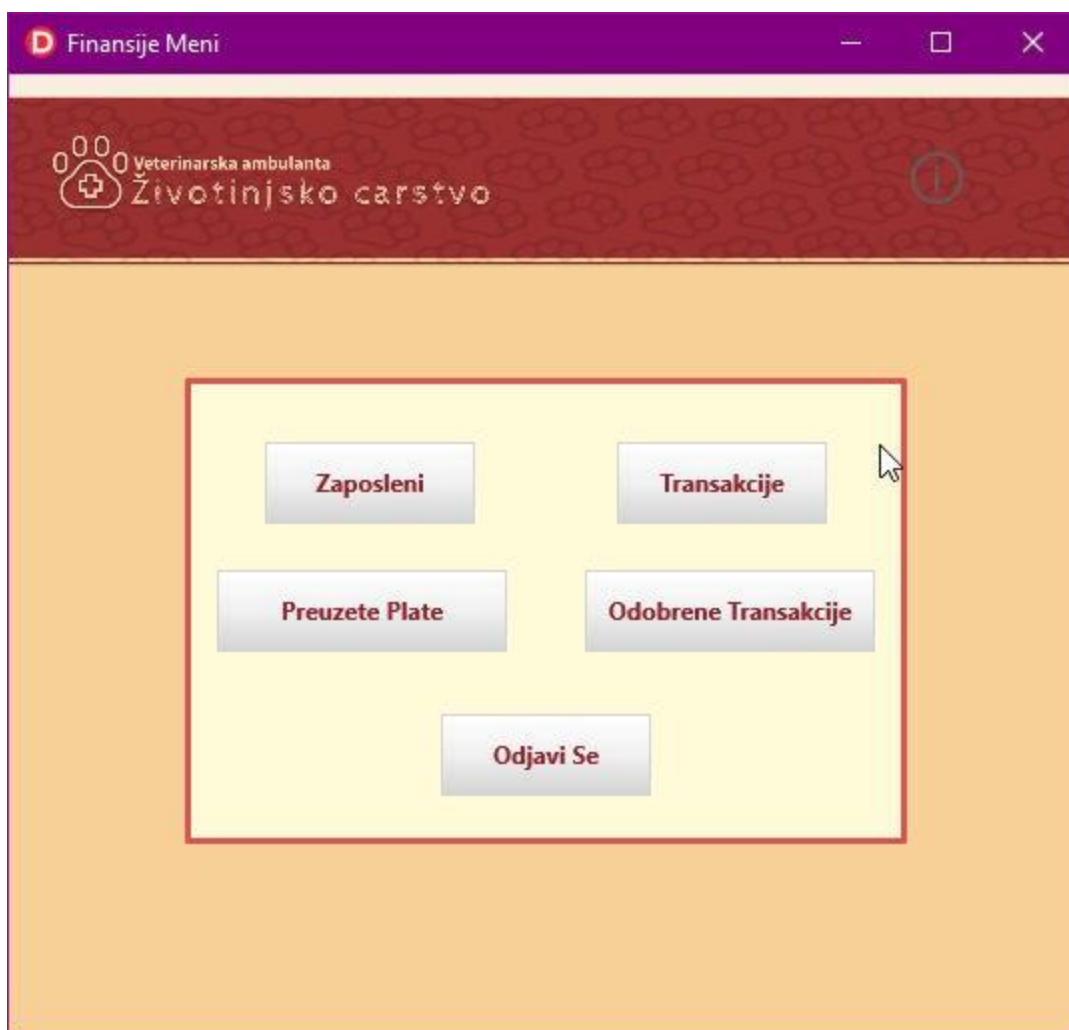 Finansije Meni
Veterinarska ambulanta
Životinjsko carstvo
Zaposleni
Transakcije
Preuzete Plate
Odobrene Transakcije
Odjavi Se